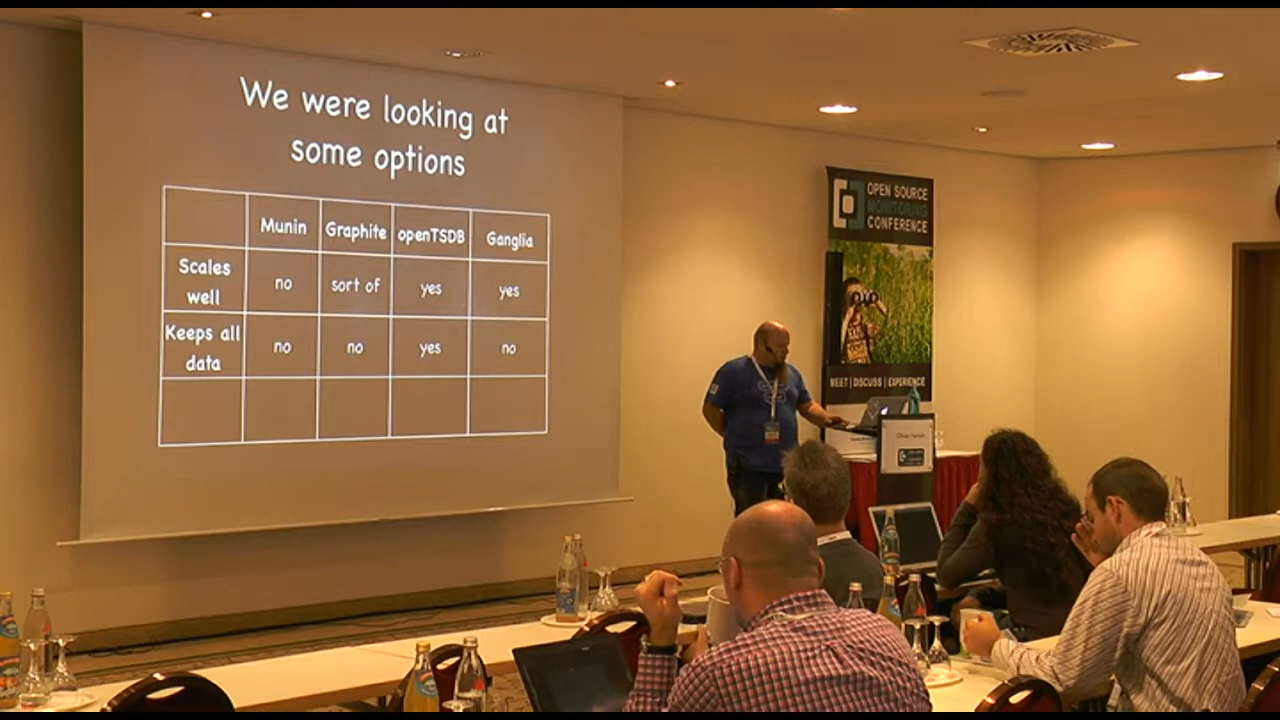 We were looking at
some options
Munin Graphite openTSDB Ganglia
Scales
well
no sort of yes yes
Keeps all
data
no no yes no
OPEN SOURCE
MONITORING
CONFERENCE
MEET | DISCUSS | EXPERIENCE